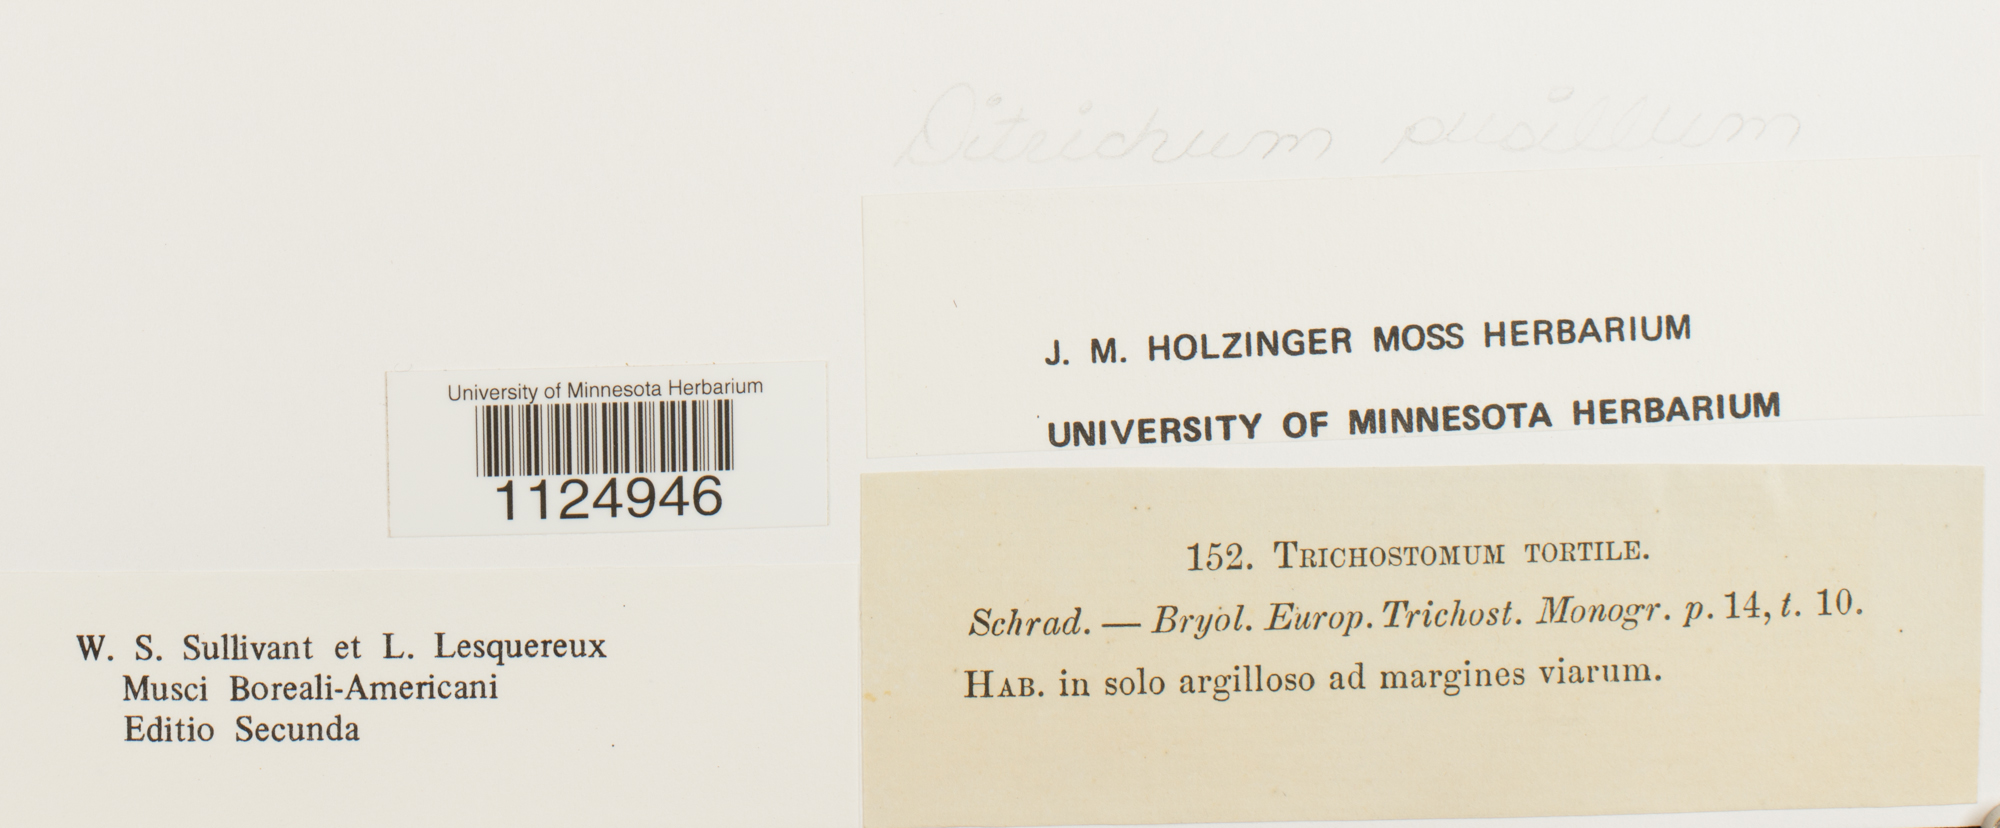 Ditrichum pusillum
J. M. HOLZINGER MOSS HERBARIUM
UNIVERSITY OF MINNESOTA HERBARIUM
University of Minnesota Herbarium
1124946
152. TRICHOSTOMUM TORTILE.
Schrad. — Bryol. Europ. Trichost. Monogr. p. 14, t. 10.
HAB. in solo argilloso ad margines viarum.
W. S. Sullivant et L. Lesquereux
Musci Boreali-Americani
Editio Secunda